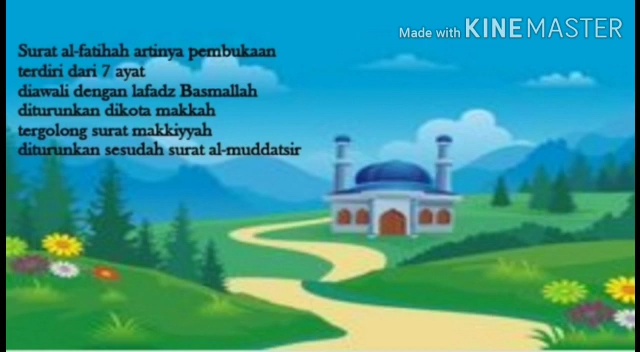 Made with KINEMASTER
Surat al-fatihah artinya pembukaan
terdiri dari 7 ayat
diawali dengan lafadz Basmallah
diturunkan dikota makkah
tergolong surat makkiyyah
diturunkan sesudah surat al-muddatsir